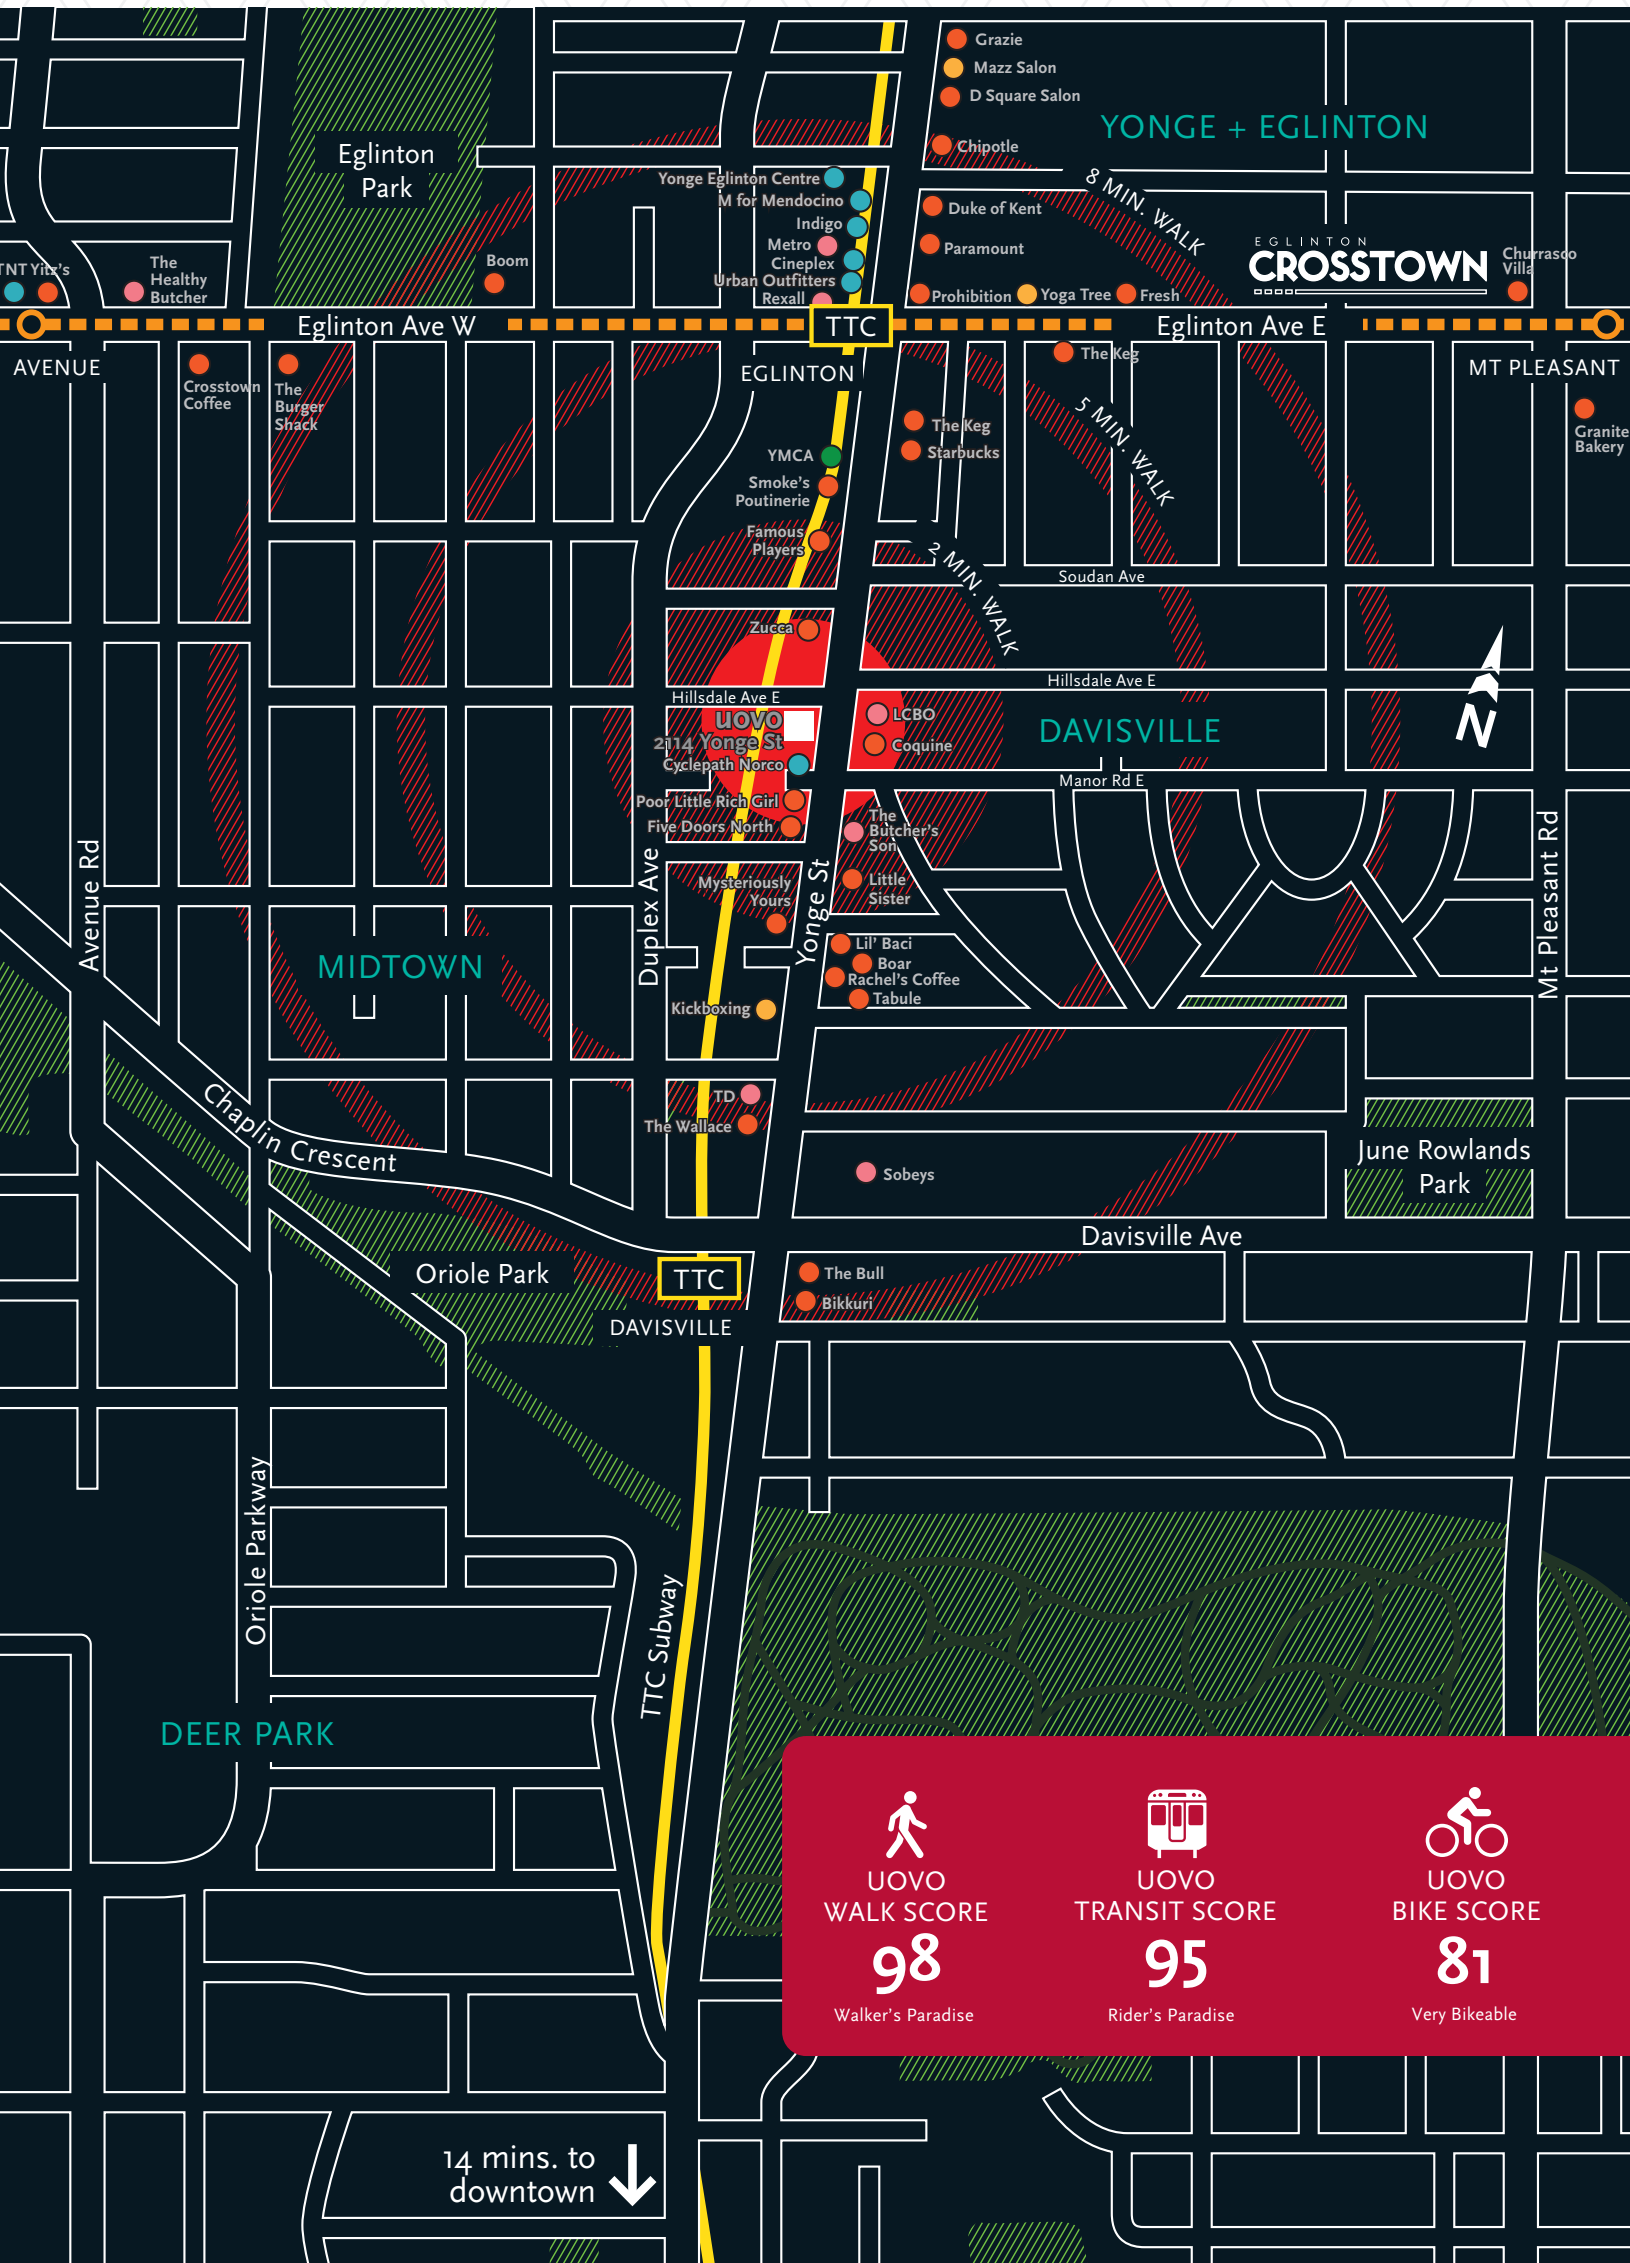 Grazie
Mazz Salon
D Square Salon
YONGE + EGLINTON
Chipotle
Eglinton
Park
8 MIN. WALK
Yonge Eglinton Centre
M for Mendocino
Indigo
Metro
Cineplex
Urban Outfitters
Rexall
Duke of Kent
Paramount
Prohibition
Yoga Tree
Fresh
EGLINTON
CROSSTOWN
Churrasco
Villa
TNT
Yitz's
The
Healthy
Butcher
Boom
Eglinton Ave W
TTC
Eglinton Ave E
AVENUE
EGLINTON
MT PLEASANT
Crosstown
Coffee
The
Burger
Shack
The Keg
5 MIN. WALK
The Keg
Starbucks
Granite
Bakery
YMCA
Smoke's
Poutinerie
Famous
Players
2 MIN. WALK
Soudan Ave
Zucca
Hillsdale Ave E
Hillsdale Ave E
uovo
2114 Yonge St
Cyclepath Norco
LCBO
Coquine
DAVISVILLE
N
Manor Rd E
Poor Little Rich Girl
Five Doors North
The
Butcher's
Son
Little
Sister
Mysteriously
Yours
Avenue Rd
Duplex Ave
Yonge St
Mt Pleasant Rd
MIDTOWN
Lil' Baci
Boar
Rachel's Coffee
Tabule
Kickboxing
Chaplin Crescent
TD
The Wallace
Sobeys
June Rowlands
Park
Davisville Ave
Oriole Park
TTC
DAVISVILLE
The Bull
Bikkuri
Oriole Parkway
TTC Subway
DEER PARK
UOVO
WALK SCORE
98
Walker's Paradise
UOVO
TRANSIT SCORE
95
Rider's Paradise
UOVO
BIKE SCORE
81
Very Bikeable
14 mins. to
downtown